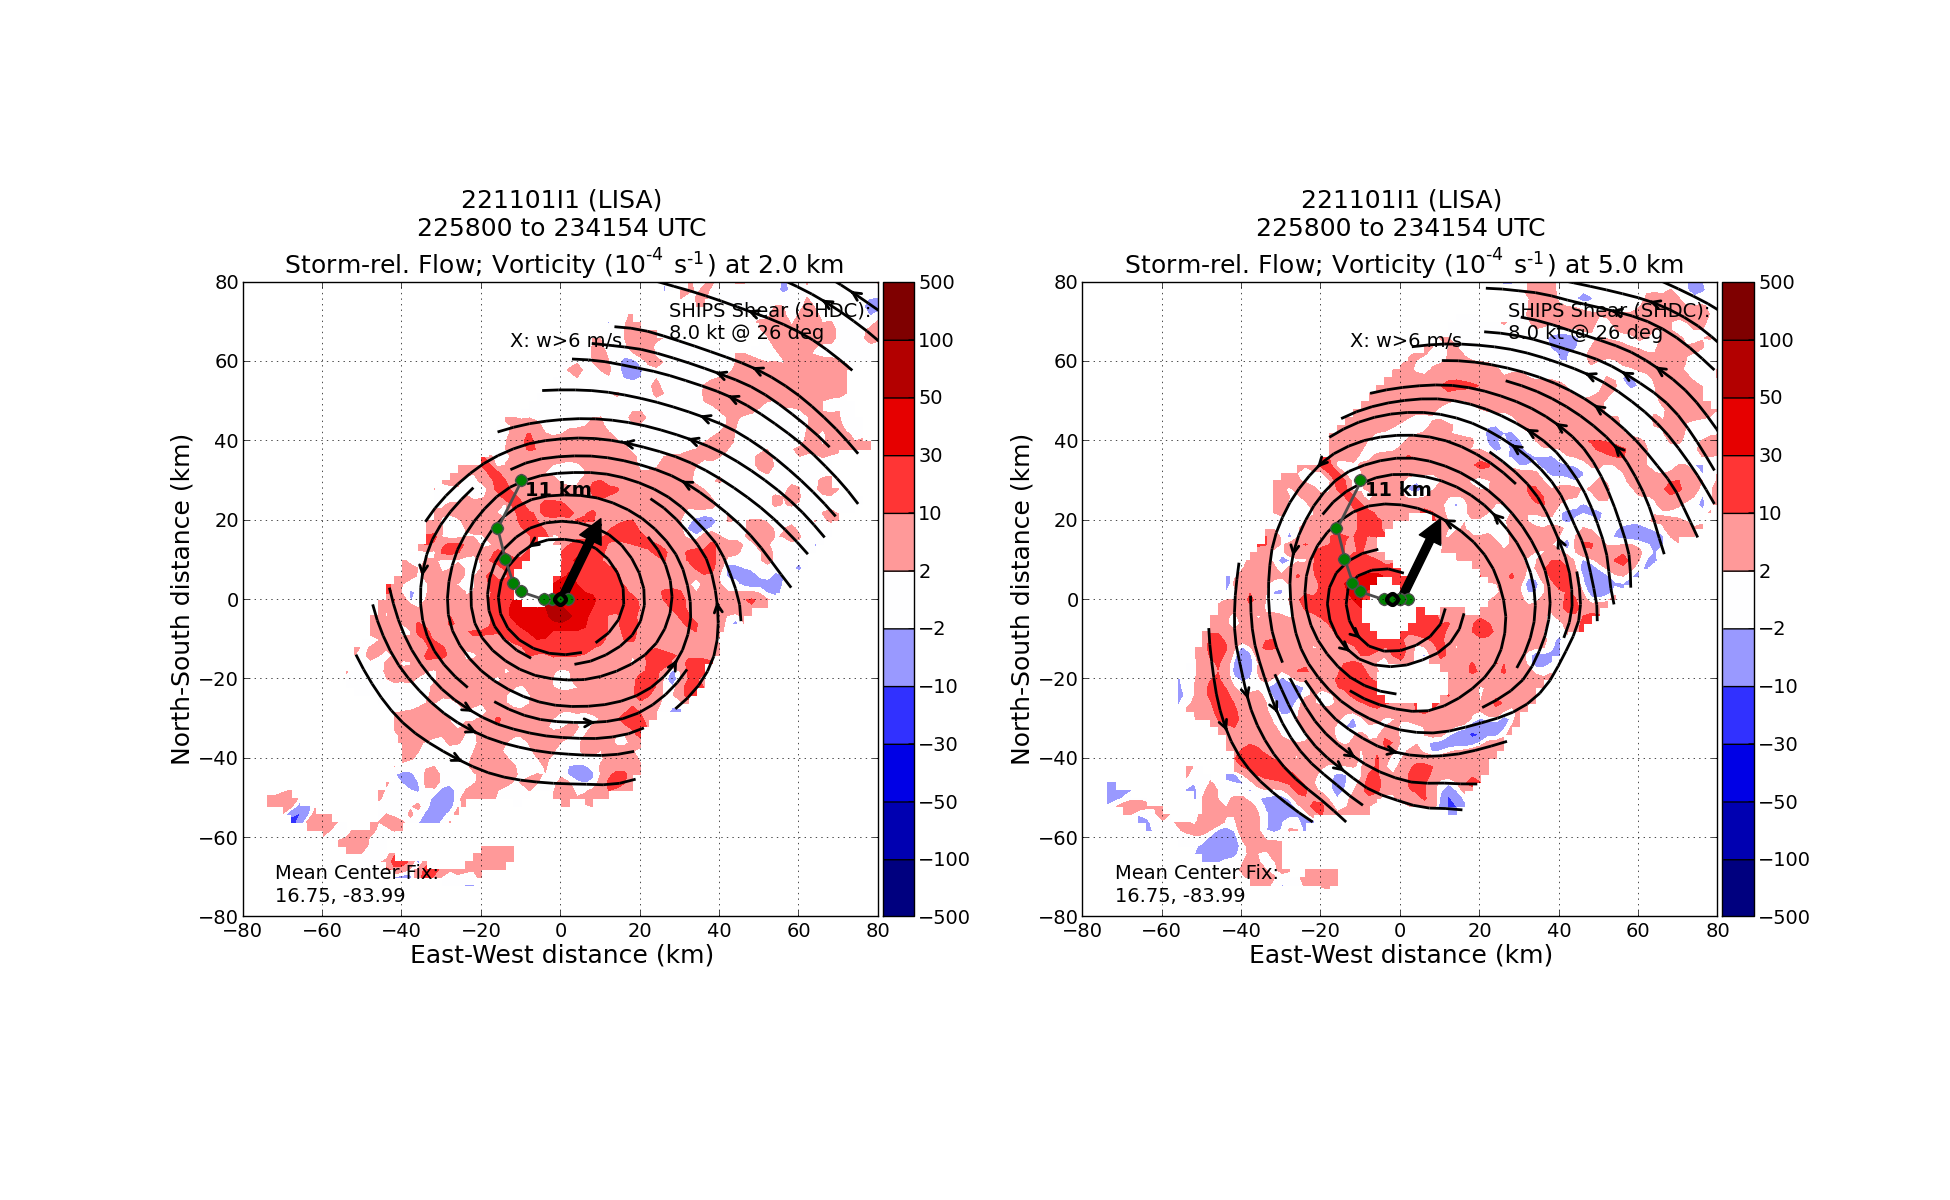 221101I1 (LISA)
225800 to 234154 UTC
Storm-rel. Flow; Vorticity (10⁻⁴ s⁻¹) at 2.0 km
SHIPS Shear (SHDC):
8.0 kt @ 26 deg
X: w>6 m/s
11 km
Mean Center Fix:
16.75, -83.99
80
60
40
20
0
−20
−40
−60
−80
−80 −60 −40 −20 0 20 40 60 80
North-South distance (km)
East-West distance (km)
500
100
50
30
10
2
−2
−10
−30
−50
−100
−500
221101I1 (LISA)
225800 to 234154 UTC
Storm-rel. Flow; Vorticity (10⁻⁴ s⁻¹) at 5.0 km
SHIPS Shear (SHDC):
8.0 kt @ 26 deg
X: w>6 m/s
11 km
Mean Center Fix:
16.75, -83.99
80
60
40
20
0
−20
−40
−60
−80
−80 −60 −40 −20 0 20 40 60 80
North-South distance (km)
East-West distance (km)
500
100
50
30
10
2
−2
−10
−30
−50
−100
−500